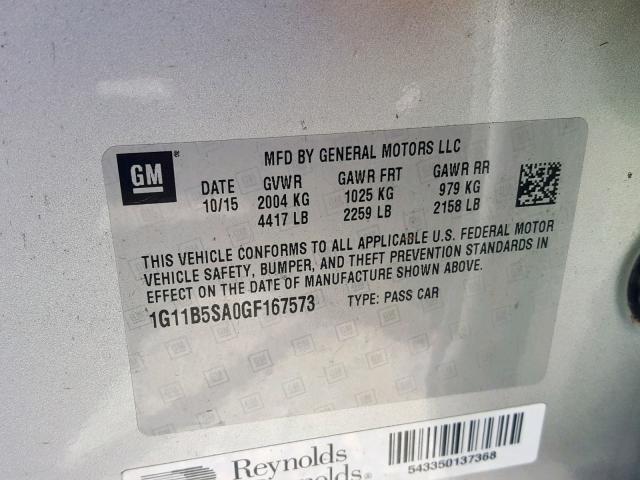 GM
MFD BY GENERAL MOTORS LLC
DATE GVWR GAWR FRT GAWR RR
10/15 2004 KG 1025 KG 979 KG
4417 LB 2259 LB 2158 LB
THIS VEHICLE CONFORMS TO ALL APPLICABLE U.S. FEDERAL MOTOR
VEHICLE SAFETY, BUMPER, AND THEFT PREVENTION STANDARDS IN
EFFECT ON THE DATE OF MANUFACTURE SHOWN ABOVE.
1G11B5SA0GF167573 TYPE: PASS CAR
Reynolds
543350137368